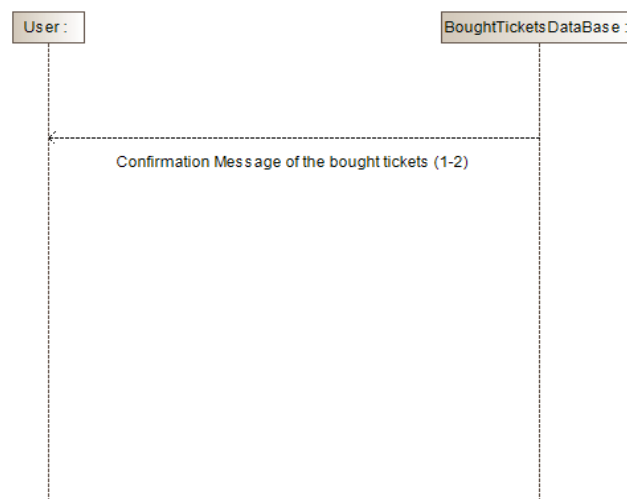 User :
BoughtTicketsDataBase :
Confirmation Message of the bought tickets (1-2)